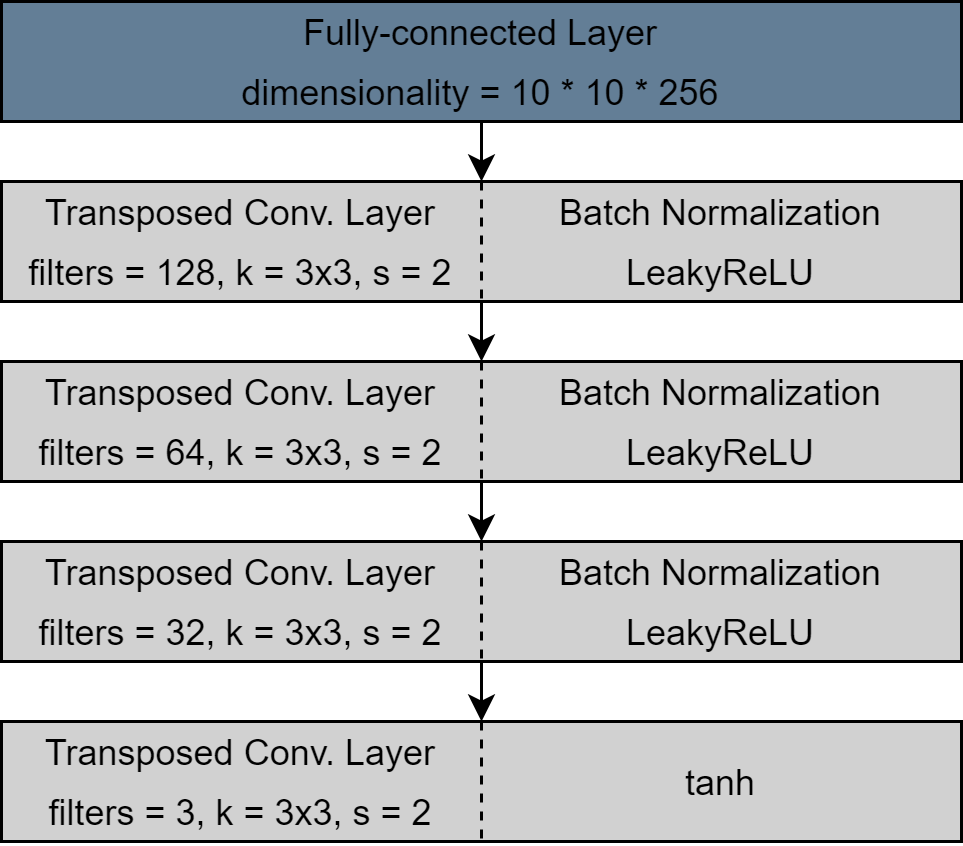 Fully-connected Layer
dimensionality = 10 * 10 * 256
Transposed Conv. Layer
filters = 128, k = 3x3, s = 2
Batch Normalization
LeakyReLU
Transposed Conv. Layer
filters = 64, k = 3x3, s = 2
Batch Normalization
LeakyReLU
Transposed Conv. Layer
filters = 32, k = 3x3, s = 2
Batch Normalization
LeakyReLU
Transposed Conv. Layer
filters = 3, k = 3x3, s = 2
tanh